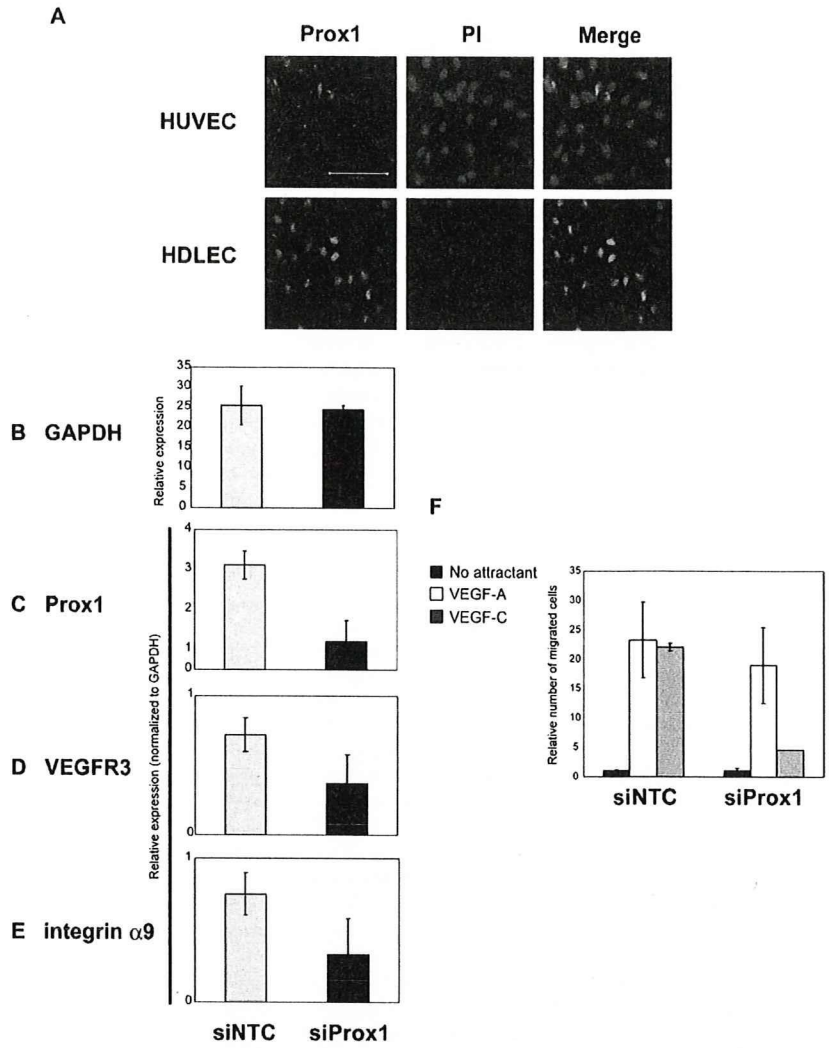 A
Prox1 PI Merge
HUVEC
HDLEC
B GAPDH
Relative expression
35
30
25
20
15
10
5
0
C Prox1
4
3
2
1
0
Relative expression (normalized to GAPDH)
D VEGFR3
1
0
E integrin α9
1
0
siNTC siProx1
F
No attractant
VEGF-A
VEGF-C
Relative number of migrated cells
35
30
25
20
15
10
5
0
siNTC siProx1